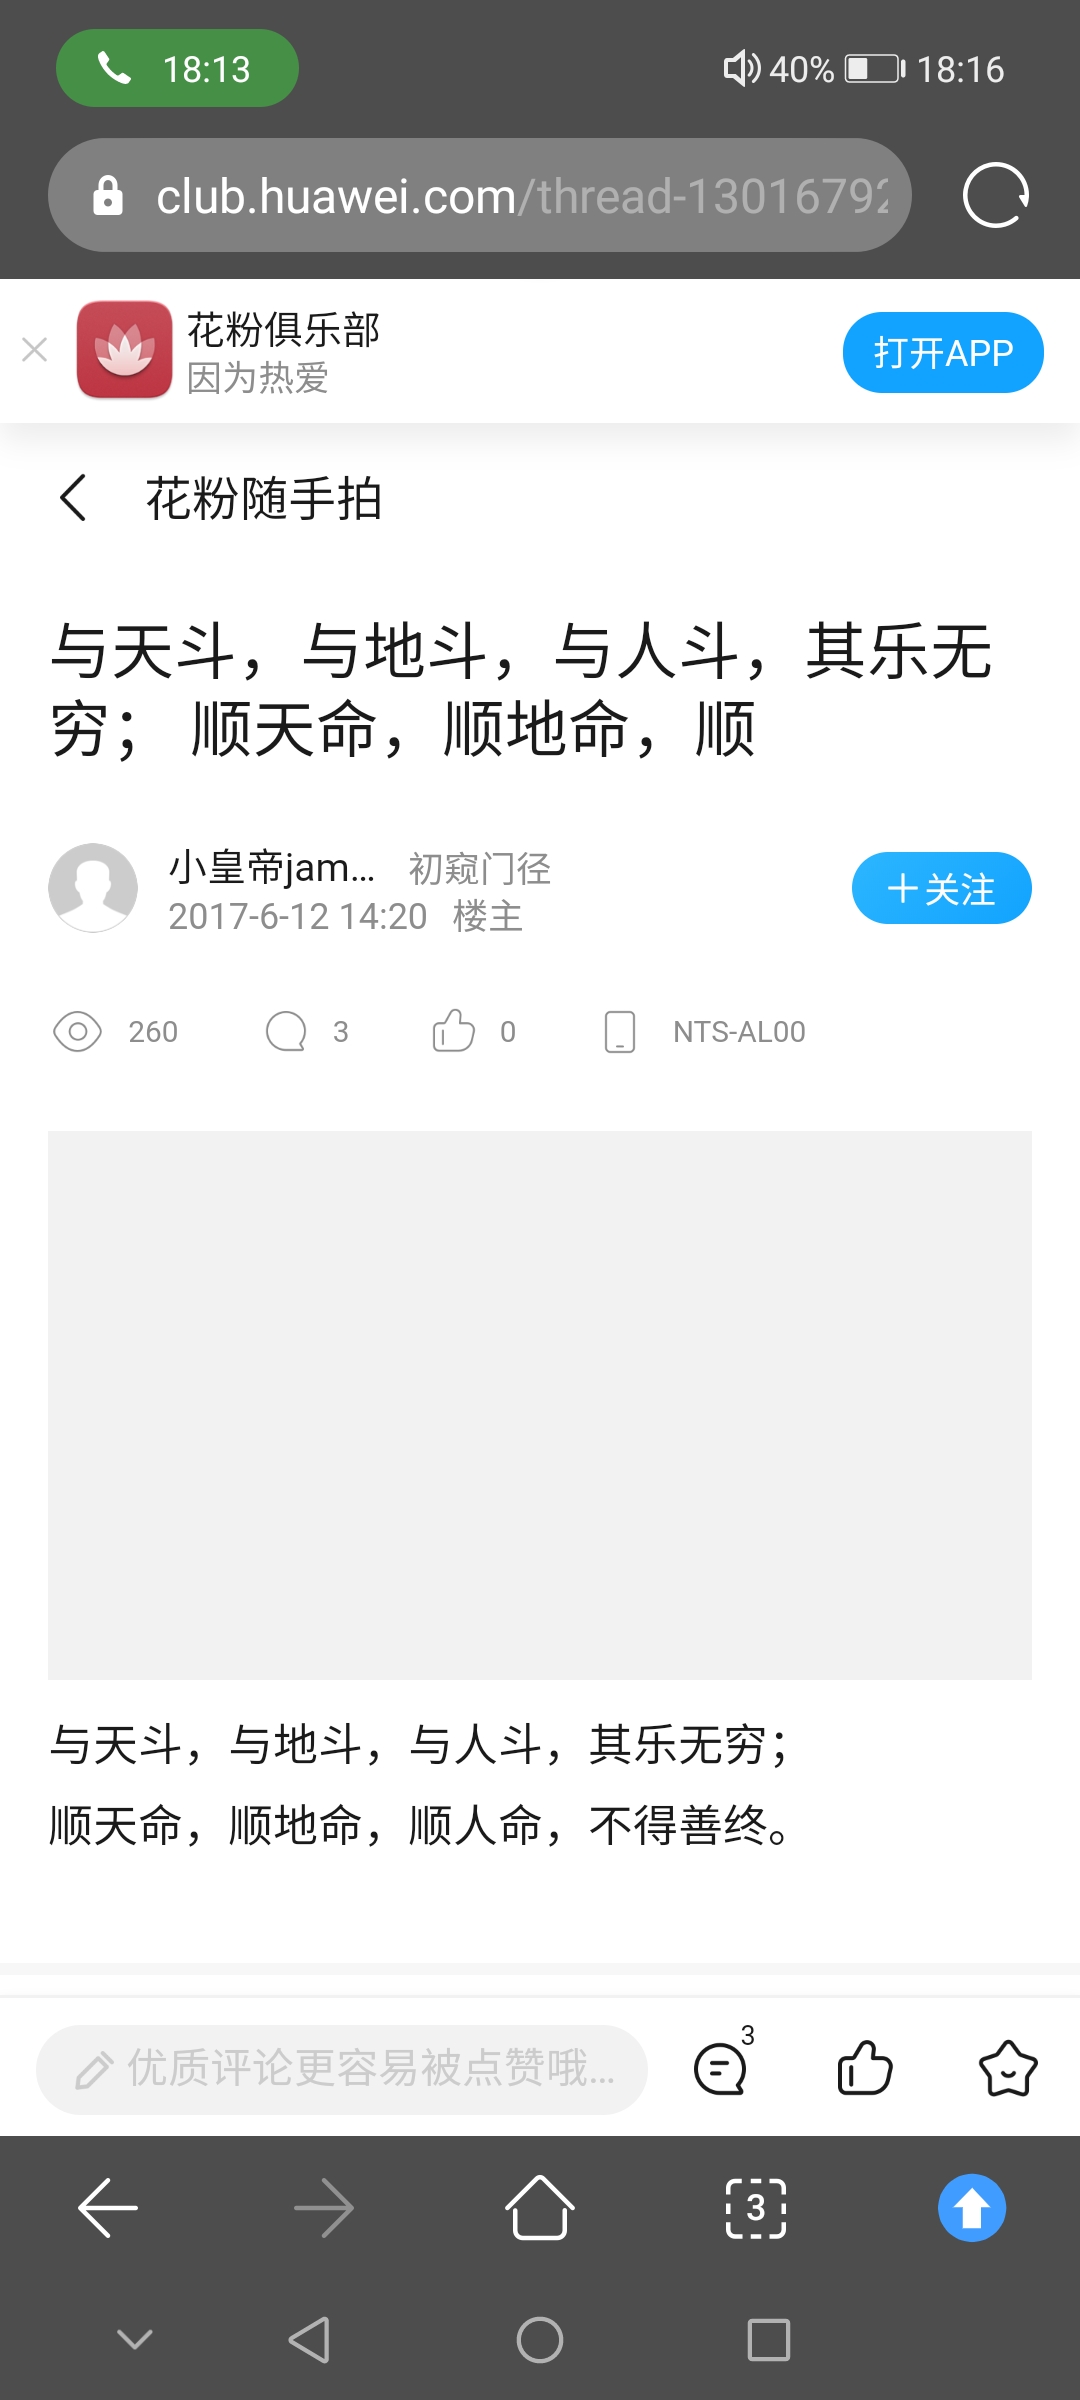 18:13
40% 18:16
club.huawei.com/thread-1301679
花粉俱乐部
因为热爱
打开APP
花粉随手拍
与天斗，与地斗，与人斗，其乐无
穷； 顺天命，顺地命，顺
小皇帝jam... 初窥门径
2017-6-12 14:20 楼主
+关注
260 3 0 NTS-AL00
与天斗，与地斗，与人斗，其乐无穷；
顺天命，顺地命，顺人命，不得善终。
优质评论更容易被点赞哦...
3
3